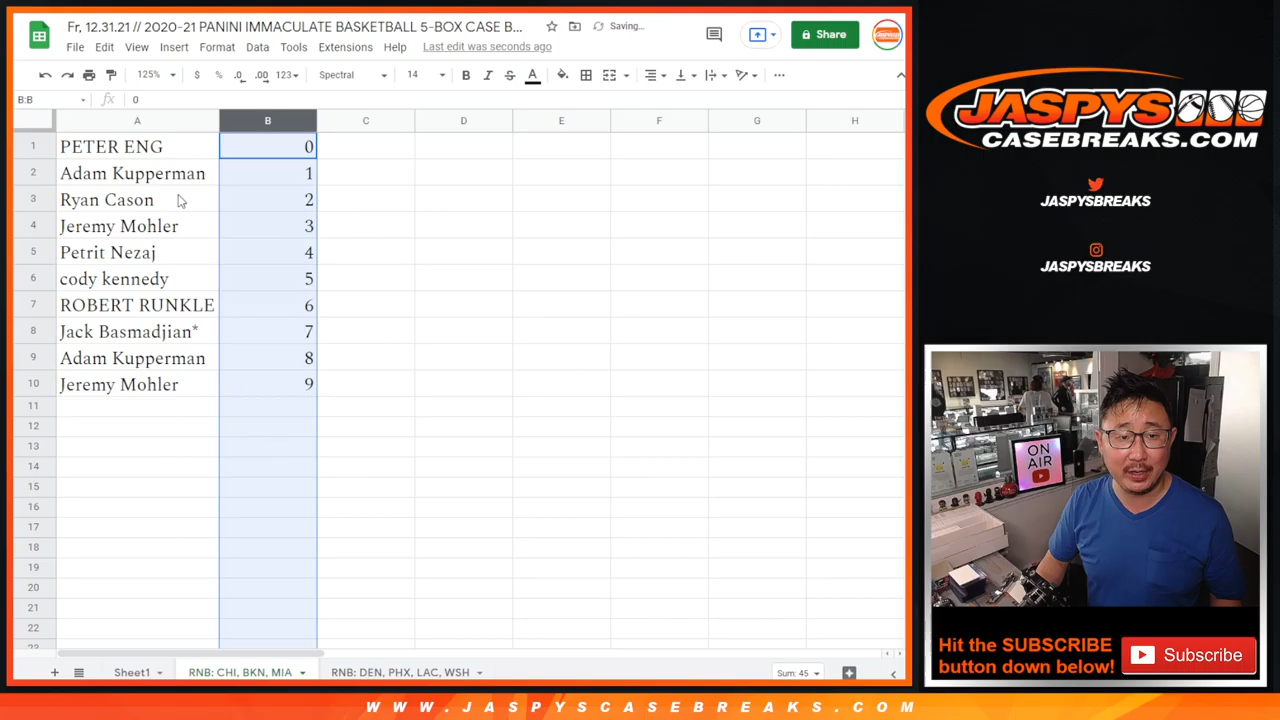 Fr, 12.31.21 // 2020-21 PANINI IMMACULATE BASKETBALL 5-BOX CASE B...
Saving...
Share
File Edit View Insert Format Data Tools Extensions Help Last edit was seconds ago
125% $ % .0 .00 123 Spectral 14 B I S A
B:B fx 0
A B C D E F G H
1 PETER ENG 0
2 Adam Kupperman 1
3 Ryan Cason 2
4 Jeremy Mohler 3
5 Petrit Nezaj 4
6 cody kennedy 5
7 ROBERT RUNKLE 6
8 Jack Basmadjian* 7
9 Adam Kupperman 8
10 Jeremy Mohler 9
11
12
13
14
15
16
17
18
19
20
21
22
23
Sheet1 RNB: CHI, BKN, MIA RNB: DEN, PHX, LAC, WSH Sum: 45
JASPYS
CASEBREAKS.COM
JASPYSBREAKS
JASPYSBREAKS
ON
AIR
Hit the SUBSCRIBE
button down below!
Subscribe
WWW.JASPYSCASEBREAKS.COM